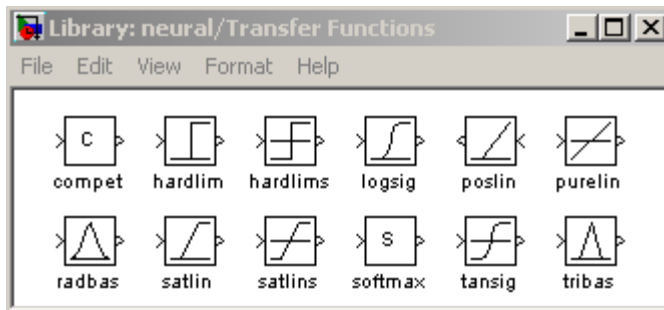 Library: neural/Transfer Functions
File Edit View Format Help
C S
compet hardlim hardlims logsig poslin purelin
radbas satlin satlins softmax tansig tribas